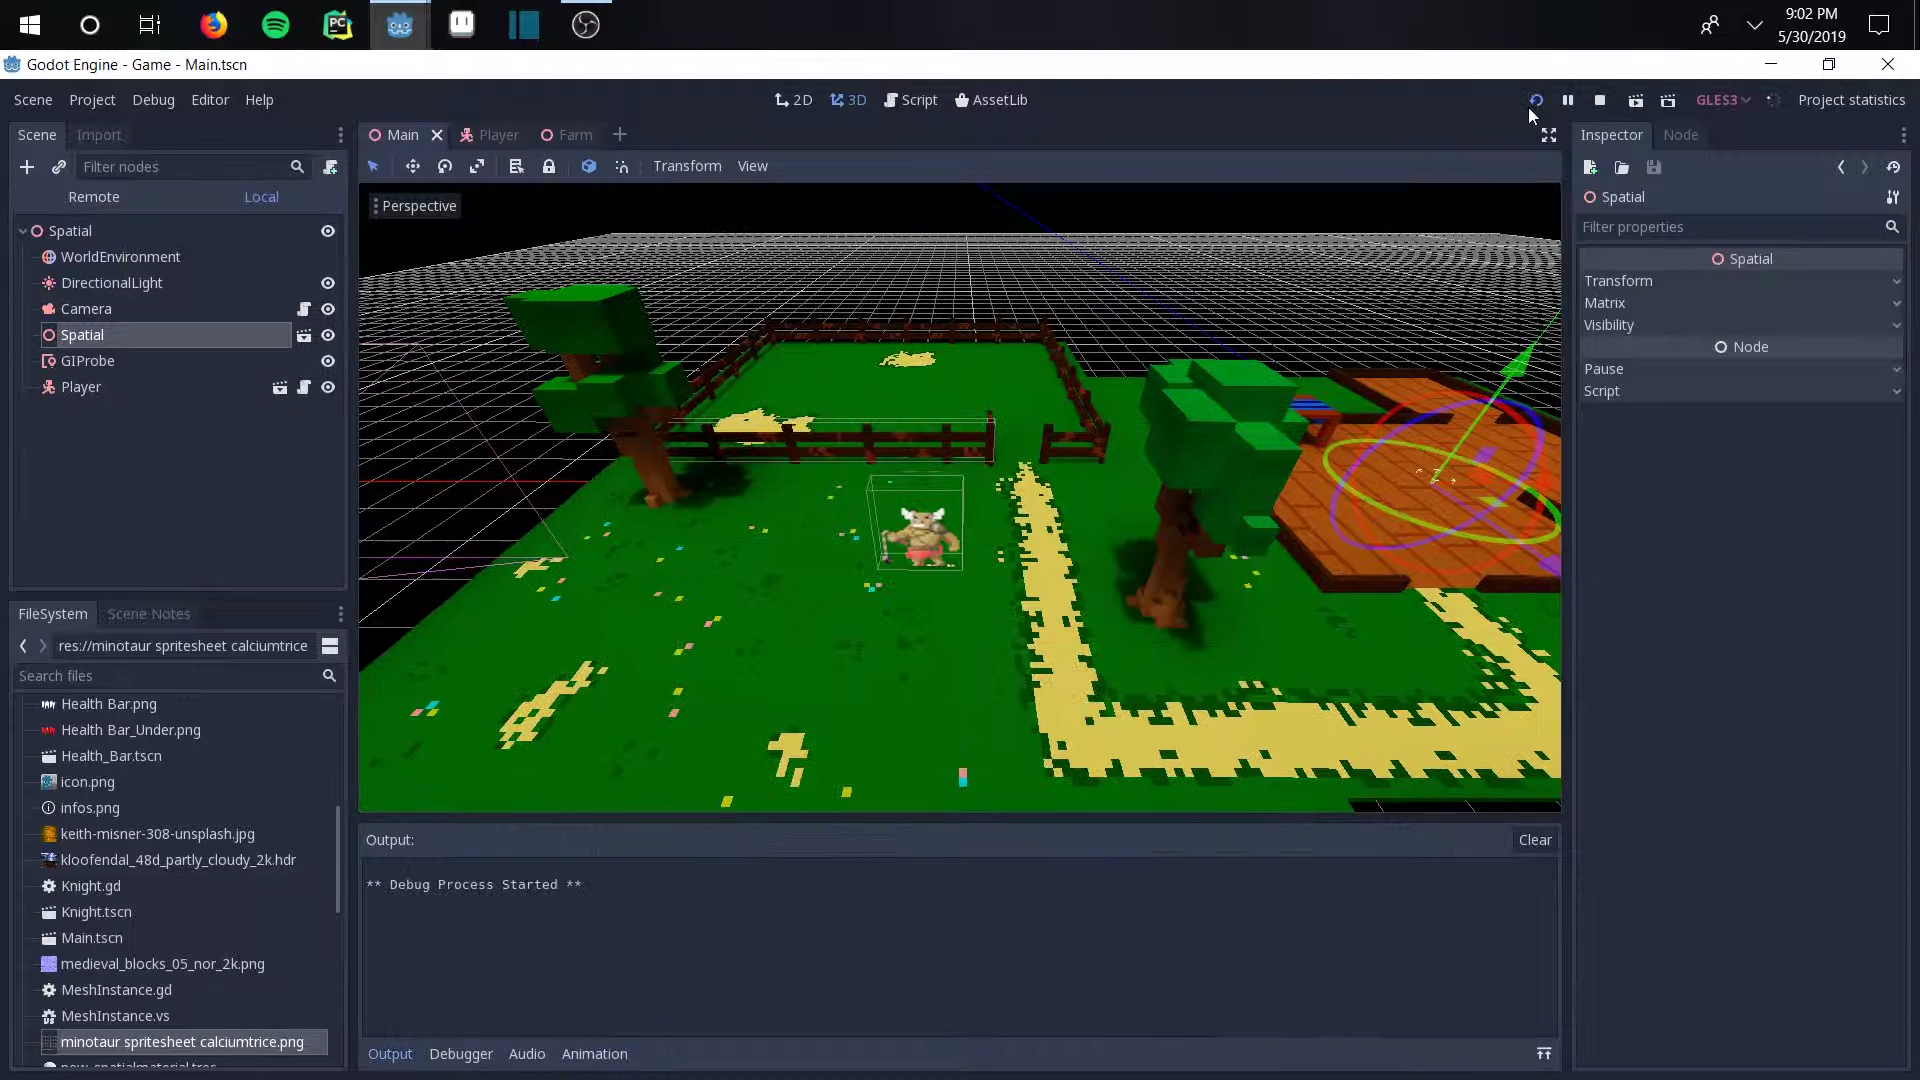 9:02 PM
5/30/2019
Godot Engine - Game - Main.tscn
Scene Project Debug Editor Help
2D 3D Script AssetLib
GLES3 Project statistics
Scene Import
Main Player Farm
Inspector Node
Filter nodes
Transform View
Remote Local
Perspective
Spatial
Filter properties
Spatial
WorldEnvironment
DirectionalLight
Camera
Spatial
GIProbe
Player
Spatial
Transform
Matrix
Visibility
Node
Pause
Script
FileSystem Scene Notes
res://minotaur spritesheet calciumtrice
Search files
Health Bar.png
Health Bar_Under.png
Health_Bar.tscn
icon.png
infos.png
keith-misner-308-unsplash.jpg
kloofendal_48d_partly_cloudy_2k.hdr
Knight.gd
Knight.tscn
Main.tscn
medieval_blocks_05_nor_2k.png
MeshInstance.gd
MeshInstance.vs
minotaur spritesheet calciumtrice.png
Output: Clear
** Debug Process Started **
Output Debugger Audio Animation